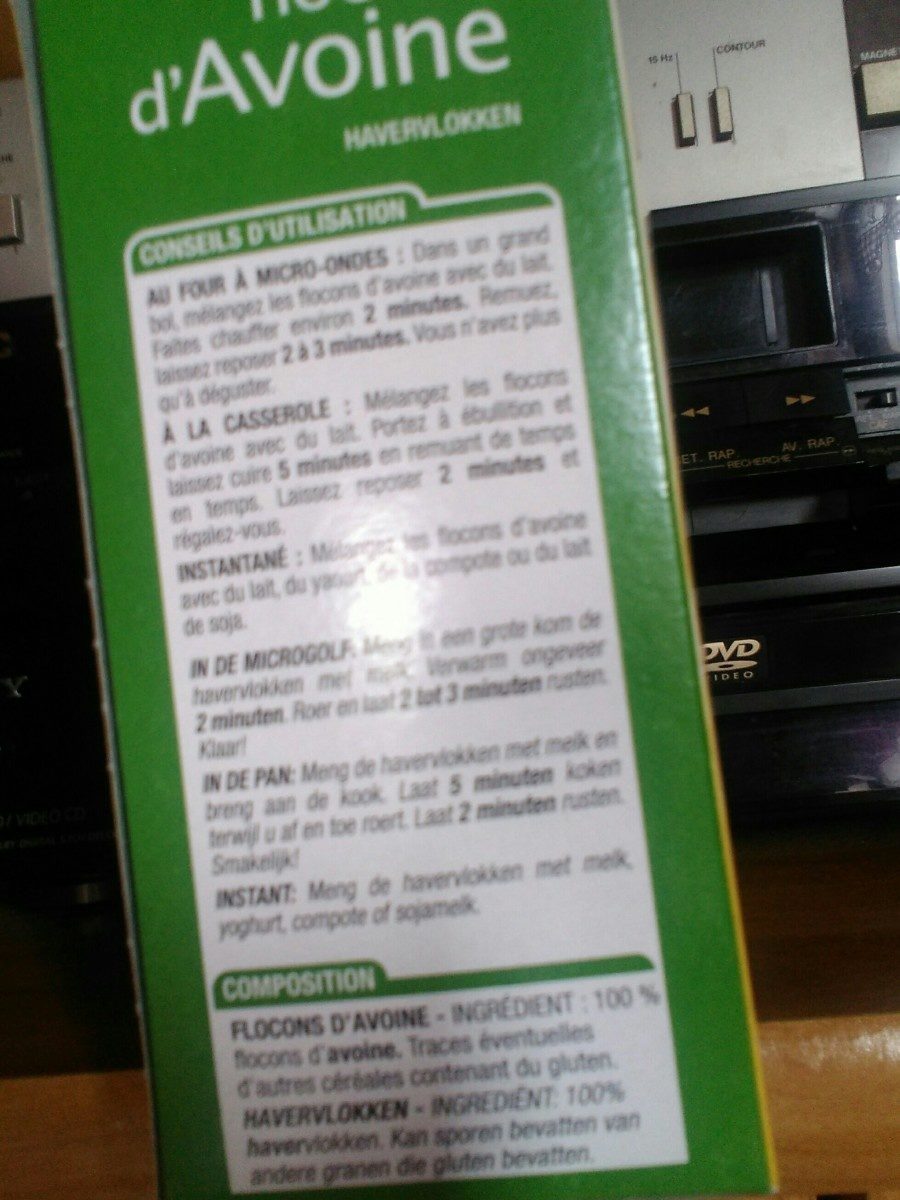 d'Avoine
HAVERVLOKKEN
CONSEILS D'UTILISATION
AU FOUR À MICRO-ONDES : Dans un grand
bol, mélangez les flocons d'avoine avec du lait.
Faites chauffer environ 2 minutes. Remuez,
laissez reposer 2 à 3 minutes. Vous n'avez plus
qu'à déguster.
À LA CASSEROLE : Mélangez les flocons
d'avoine avec du lait. Portez à ébullition et
laissez cuire 5 minutes en remuant de temps
en temps. Laissez reposer 2 minutes et
régalez-vous.
INSTANTANÉ : Mélangez les flocons d'avoine
avec du lait, du yaourt, de la compote ou du lait
de soja.
IN DE MICROGOLF: Meng in een grote kom de
havervlokken met melk. Verwarm ongeveer
2 minuten. Roer en laat 2 tot 3 minuten rusten.
Klaar!
IN DE PAN: Meng de havervlokken met melk en
breng aan de kook. Laat 5 minuten koken
terwijl u af en toe roert. Laat 2 minuten rusten.
Smakelijk!
INSTANT: Meng de havervlokken met melk,
yoghurt, compote of sojamelk.
COMPOSITION
FLOCONS D'AVOINE - INGRÉDIENT : 100 %
flocons d'avoine. Traces éventuelles
d'autres céréales contenant du gluten.
HAVERVLOKKEN - INGREDIËNT: 100%
havervlokken. Kan sporen bevatten van
andere granen die gluten bevatten.
15 Hz
CONTOUR
RAP
AV. RAP
RECHERCHE
DVD
VIDEO
/ VIDEO CD